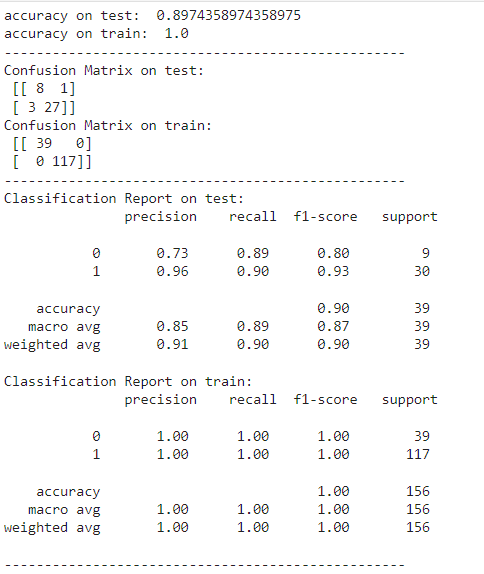 accuracy on test:  0.8974358974358975
accuracy on train:  1.0
--------------------------------------------------
Confusion Matrix on test:
 [[ 8  1]
 [ 3 27]]
Confusion Matrix on train:
 [[ 39   0]
 [  0 117]]
--------------------------------------------------
Classification Report on test:
               precision    recall  f1-score   support

           0       0.73      0.89      0.80         9
           1       0.96      0.90      0.93        30

    accuracy                           0.90        39
   macro avg       0.85      0.89      0.87        39
weighted avg       0.91      0.90      0.90        39

Classification Report on train:
               precision    recall  f1-score   support

           0       1.00      1.00      1.00        39
           1       1.00      1.00      1.00       117

    accuracy                           1.00       156
   macro avg       1.00      1.00      1.00       156
weighted avg       1.00      1.00      1.00       156

--------------------------------------------------